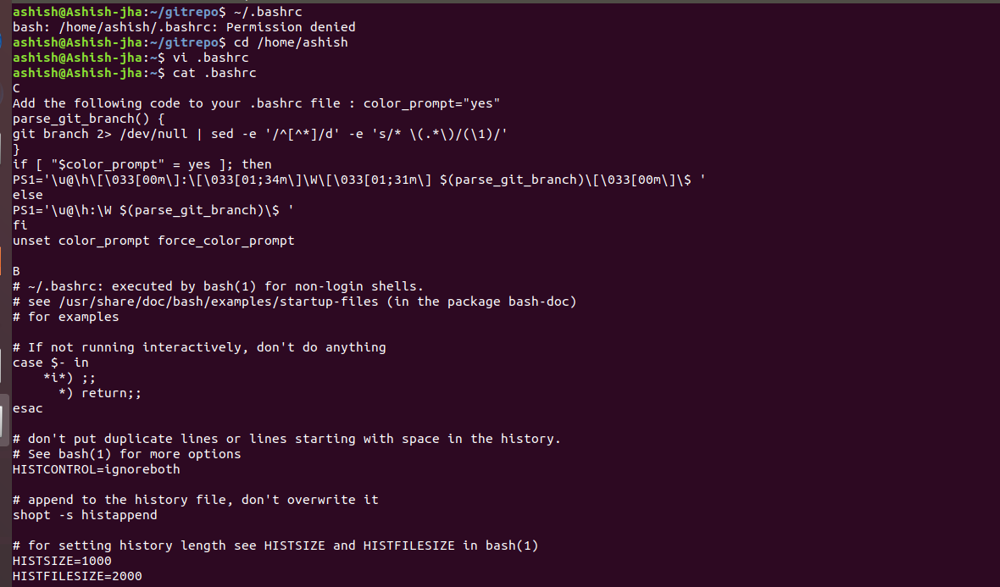 ashish@Ashish-jha:~/gitrepo$ ~/.bashrc
bash: /home/ashish/.bashrc: Permission denied
ashish@Ashish-jha:~/gitrepo$ cd /home/ashish
ashish@Ashish-jha:~$ vi .bashrc
ashish@Ashish-jha:~$ cat .bashrc
C
Add the following code to your .bashrc file : color_prompt="yes"
parse_git_branch() {
git branch 2> /dev/null | sed -e '/^[^*]/d' -e 's/* \(.*\)/(\1)/'
}
if [ "$color_prompt" = yes ]; then
PS1='\u@\h\[\033[00m\]:\[\033[01;34m\]\W\[\033[01;31m\] $(parse_git_branch)\[\033[00m\]\$ '
else
PS1='\u@\h:\W $(parse_git_branch)\$ '
fi
unset color_prompt force_color_prompt

B
# ~/.bashrc: executed by bash(1) for non-login shells.
# see /usr/share/doc/bash/examples/startup-files (in the package bash-doc)
# for examples

# If not running interactively, don't do anything
case $- in
    *i*) ;;
      *) return;;
esac

# don't put duplicate lines or lines starting with space in the history.
# See bash(1) for more options
HISTCONTROL=ignoreboth

# append to the history file, don't overwrite it
shopt -s histappend

# for setting history length see HISTSIZE and HISTFILESIZE in bash(1)
HISTSIZE=1000
HISTFILESIZE=2000